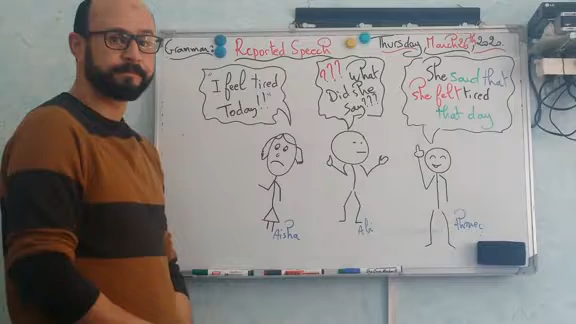 Grammar: Reported Speech Thursday, March 26th, 2020.
I feel tired
Today!!
??? What
Did she
say???
She said that
she felt tired
that day
Aisha
Ali